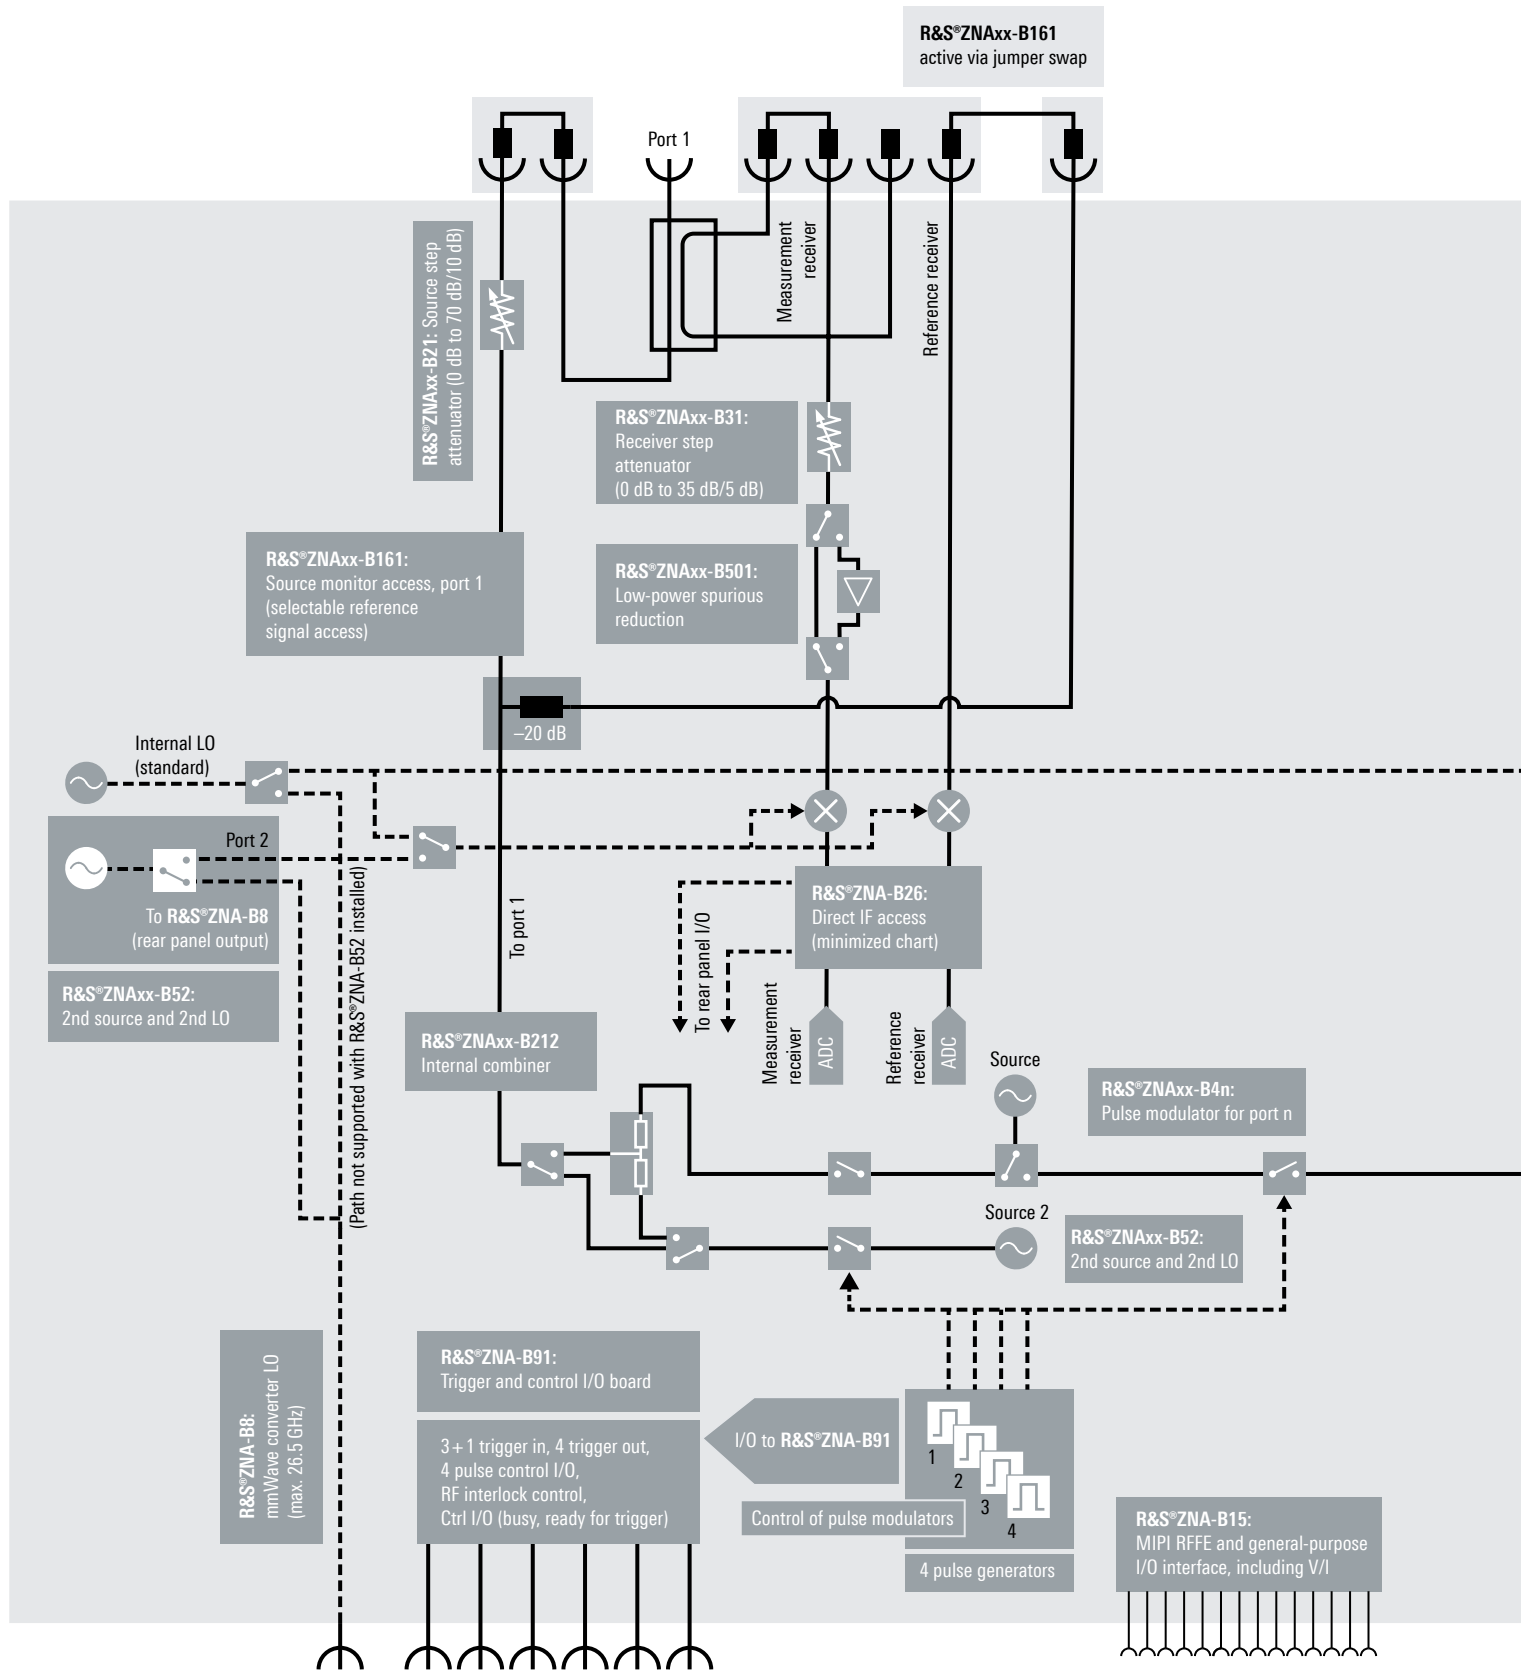 R&S®ZNAxx-B161
active via jumper swap
Port 1
R&S®ZNAxx-B21: Source step
attenuator (0 dB to 70 dB/10 dB)
Measurement
receiver
Reference receiver
R&S®ZNAxx-B31:
Receiver step
attenuator
(0 dB to 35 dB/5 dB)
R&S®ZNAxx-B161:
Source monitor access, port 1
(selectable reference
signal access)
R&S®ZNAxx-B501:
Low-power spurious
reduction
–20 dB
Internal LO
(standard)
Port 2
To R&S®ZNA-B8
(rear panel output)
R&S®ZNAxx-B52:
2nd source and 2nd LO
(Path not supported with R&S®ZNA-B52 installed)
To port 1
To rear panel I/O
R&S®ZNA-B26:
Direct IF access
(minimized chart)
Measurement
receiver
ADC
Reference
receiver
ADC
R&S®ZNAxx-B212
Internal combiner
Source
R&S®ZNAxx-B4n:
Pulse modulator for port n
Source 2
R&S®ZNAxx-B52:
2nd source and 2nd LO
R&S®ZNA-B8:
mmWave converter LO
(max. 26.5 GHz)
R&S®ZNA-B91:
Trigger and control I/O board
3+1 trigger in, 4 trigger out,
4 pulse control I/O,
RF interlock control,
Ctrl I/O (busy, ready for trigger)
I/O to R&S®ZNA-B91
1
2
3
4
Control of pulse modulators
4 pulse generators
R&S®ZNA-B15:
MIPI RFFE and general-purpose
I/O interface, including V/I